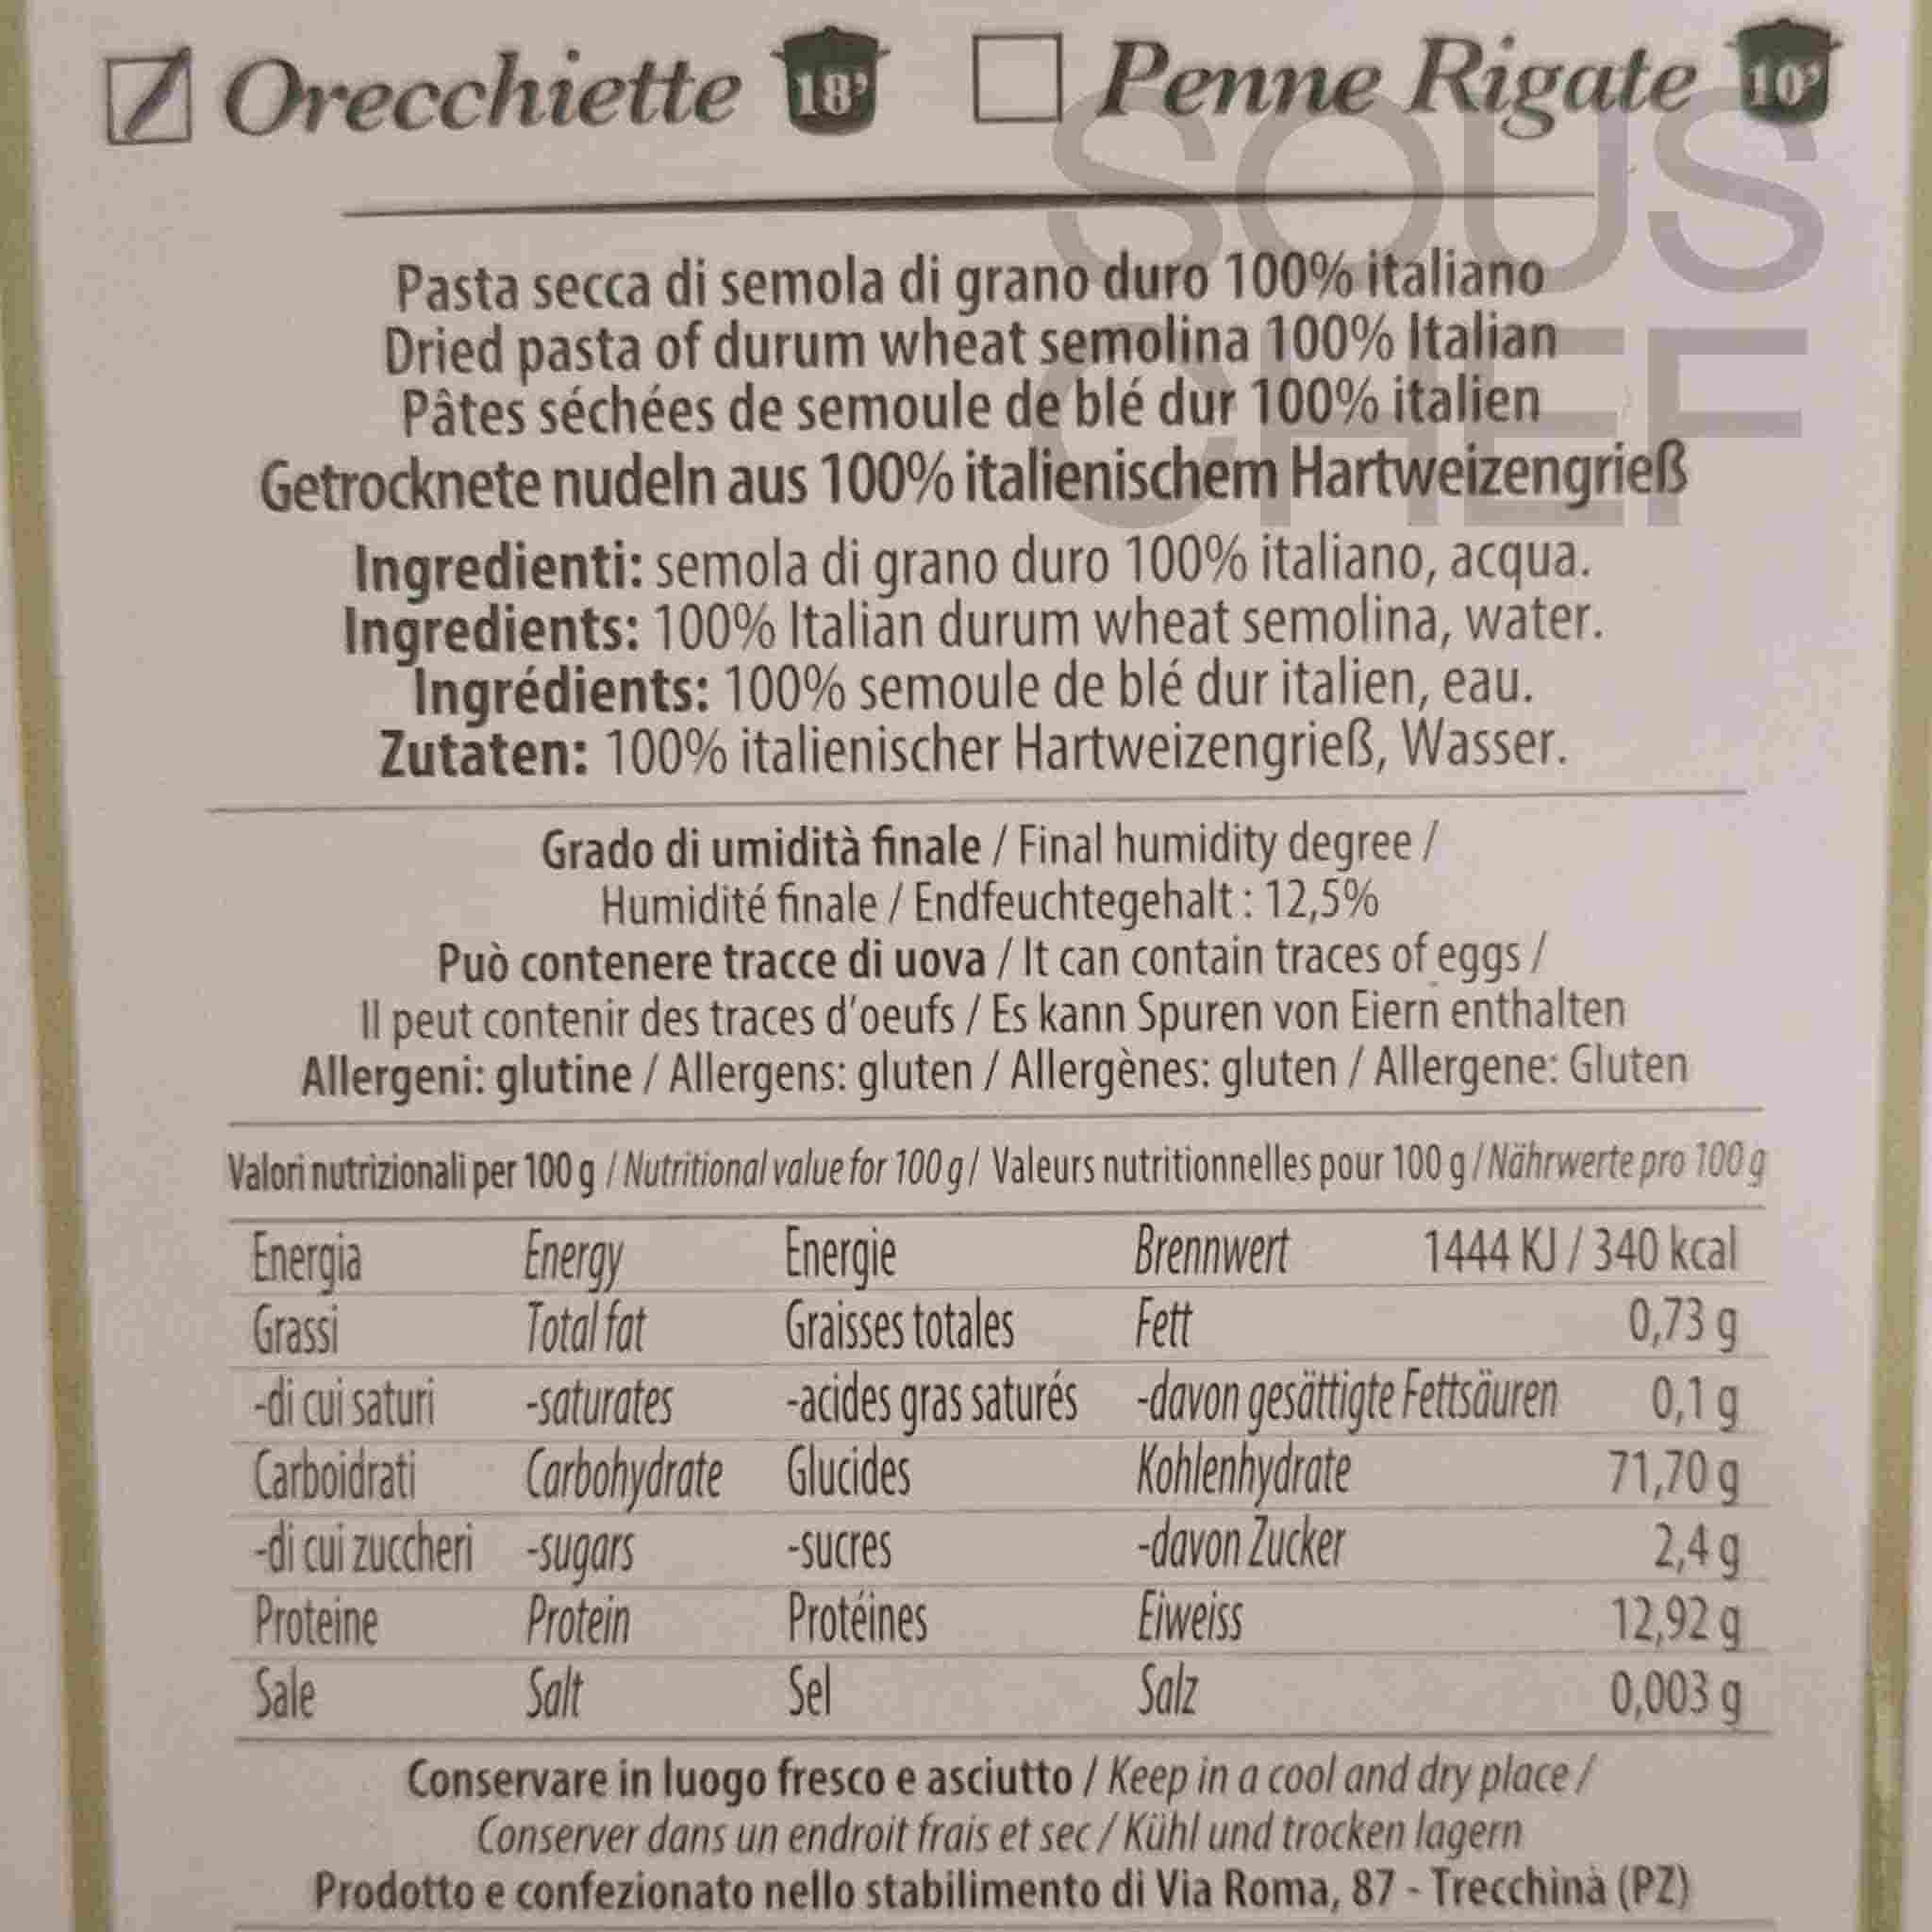 Orecchiette 18' Penne Rigate 10'
SOUS
CHEF
Pasta secca di semola di grano duro 100% italiano
Dried pasta of durum wheat semolina 100% Italian
Pâtes séchées de semoule de blé dur 100% italien
Getrocknete nudeln aus 100% italienischem Hartweizengrieß
Ingredienti: semola di grano duro 100% italiano, acqua.
Ingredients: 100% Italian durum wheat semolina, water.
Ingrédients: 100% semoule de blé dur italien, eau.
Zutaten: 100% italienischer Hartweizengrieß, Wasser.
Grado di umidità finale / Final humidity degree /
Humidité finale / Endfeuchtegehalt : 12,5%
Può contenere tracce di uova / It can contain traces of eggs /
Il peut contenir des traces d'oeufs / Es kann Spuren von Eiern enthalten
Allergeni: glutine / Allergens: gluten / Allergènes: gluten / Allergene: Gluten
Valori nutrizionali per 100 g / Nutritional value for 100 g / Valeurs nutritionnelles pour 100 g / Nährwerte pro 100 g
Energia Energy Energie Brennwert 1444 KJ / 340 kcal
Grassi Total fat Graisses totales Fett 0,73 g
-di cui saturi -saturates -acides gras saturés -davon gesättigte Fettsäuren 0,1 g
Carboidrati Carbohydrate Glucides Kohlenhydrate 71,70 g
-di cui zuccheri -sugars -sucres -davon Zucker 2,4 g
Proteine Protein Protéines Eiweiss 12,92 g
Sale Salt Sel Salz 0,003 g
Conservare in luogo fresco e asciutto / Keep in a cool and dry place /
Conserver dans un endroit frais et sec / Kühl und trocken lagern
Prodotto e confezionato nello stabilimento di Via Roma, 87 - Trecchina (PZ)